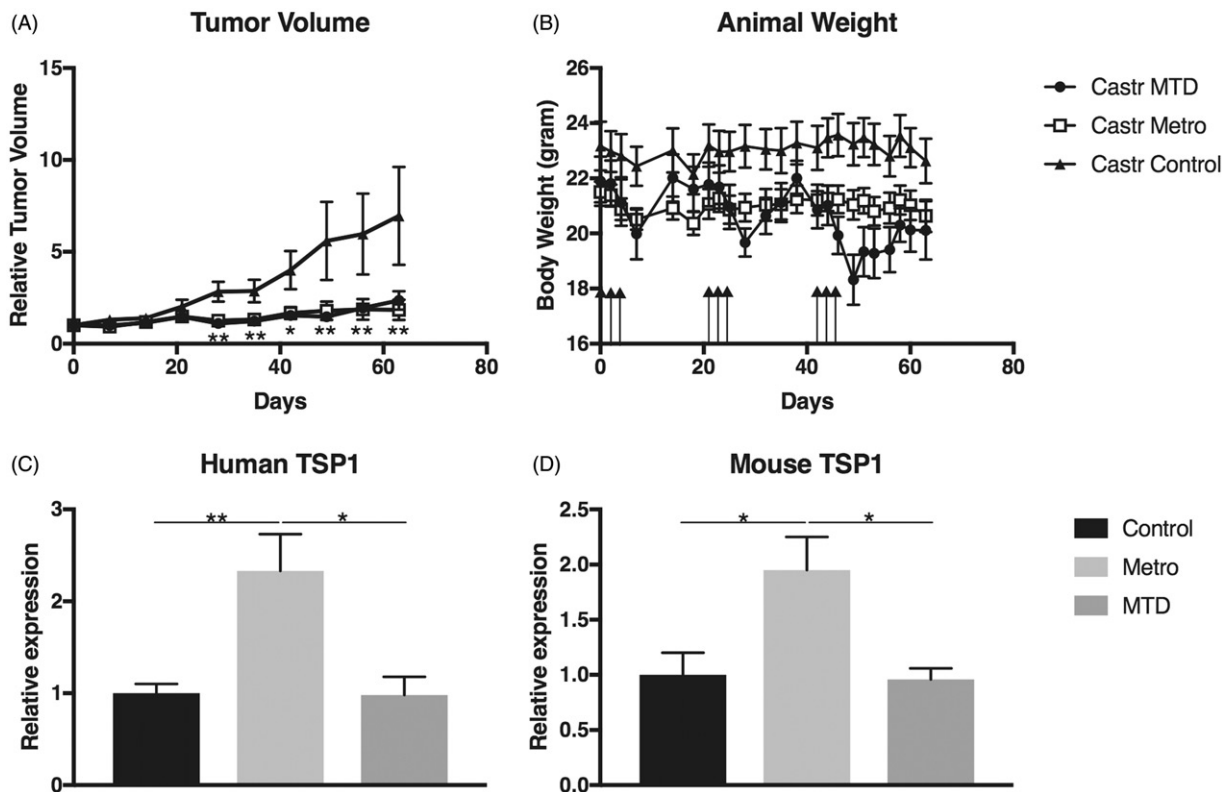 (A) Tumor Volume
Relative Tumor Volume
15
10
5
0
0 20 40 60 80
** ** * ** ** **
Days
(B) Animal Weight
Body Weight (gram)
26
24
22
20
18
16
0 20 40 60 80
Days
Castr MTD
Castr Metro
Castr Control
(C) Human TSP1
Relative expression
3
2
1
0
** *
(D) Mouse TSP1
Relative expression
2.5
2.0
1.5
1.0
0.5
0.0
* *
Control
Metro
MTD